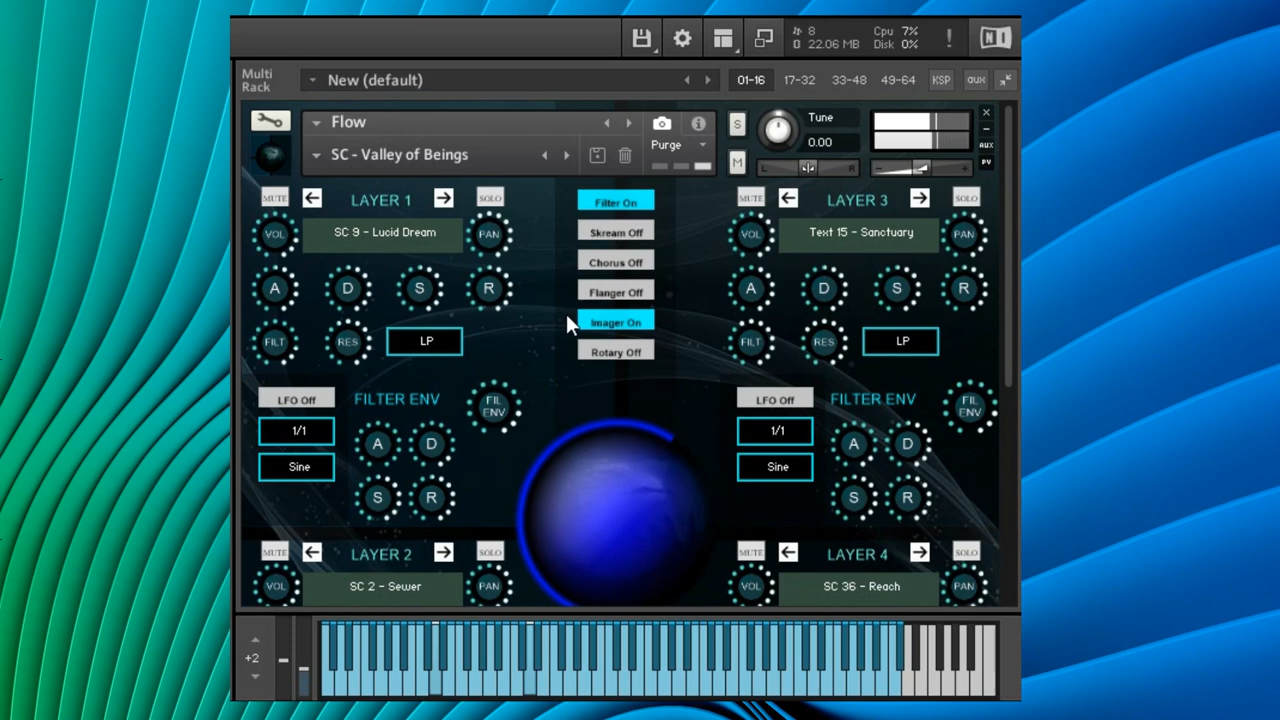 8
22.06 MB
Cpu 7%
Disk 0%
!
NI
Multi
Rack
New (default)
01-16
17-32
33-48
49-64
KSP
aux
Flow
Purge
S
M
Tune
0.00
L
R
- +
AUX
PV
SC - Valley of Beings
MUTE
LAYER 1
SOLO
VOL
SC 9 - Lucid Dream
PAN
A
D
S
R
FILT
RES
LP
LFO Off
FILTER ENV
FIL
ENV
1/1
Sine
A
D
S
R
Filter On
Skream Off
Chorus Off
Flanger Off
Imager On
Rotary Off
MUTE
LAYER 3
SOLO
VOL
Text 15 - Sanctuary
PAN
A
D
S
R
FILT
RES
LP
LFO Off
FILTER ENV
FIL
ENV
1/1
Sine
A
D
S
R
MUTE
LAYER 2
SOLO
VOL
SC 2 - Sewer
PAN
MUTE
LAYER 4
SOLO
VOL
SC 36 - Reach
PAN
+2